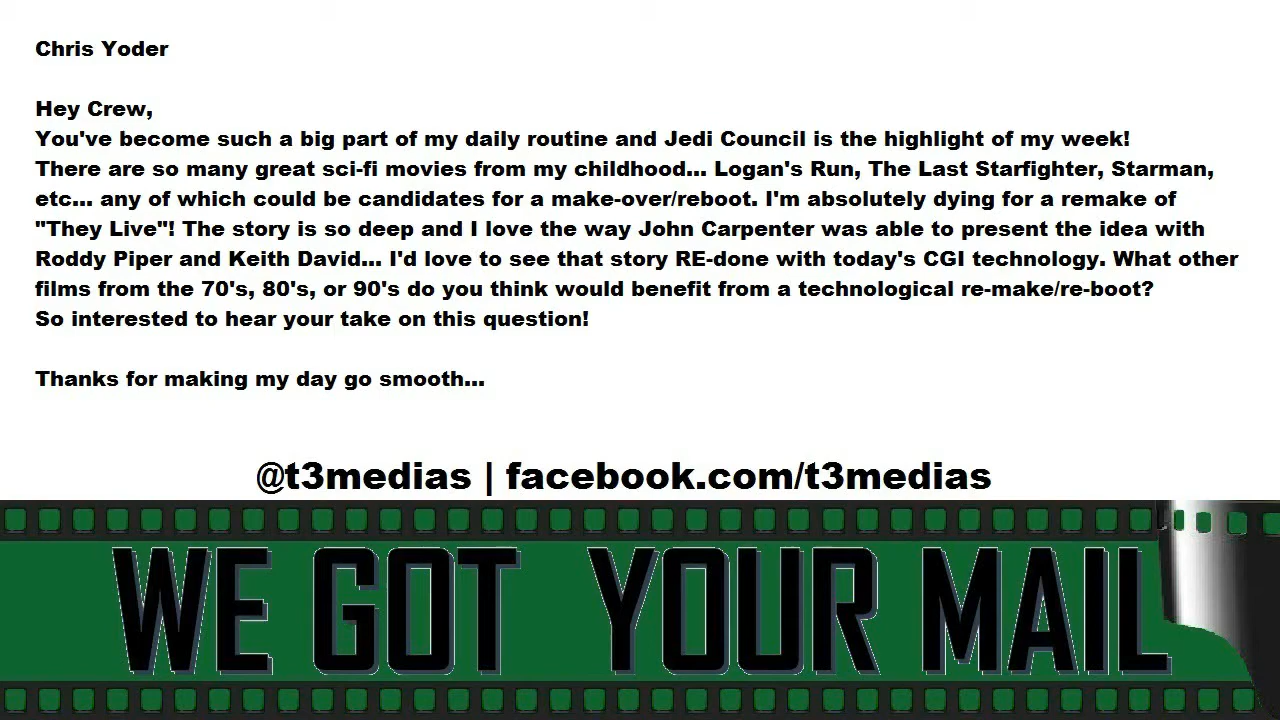 Chris Yoder
Hey Crew,
You've become such a big part of my daily routine and Jedi Council is the highlight of my week!
There are so many great sci-fi movies from my childhood... Logan's Run, The Last Starfighter, Starman,
etc... any of which could be candidates for a make-over/reboot. I'm absolutely dying for a remake of
"They Live"! The story is so deep and I love the way John Carpenter was able to present the idea with
Roddy Piper and Keith David... I'd love to see that story RE-done with today's CGI technology. What other
films from the 70's, 80's, or 90's do you think would benefit from a technological re-make/re-boot?
So interested to hear your take on this question!
Thanks for making my day go smooth...
@t3medias | facebook.com/t3medias
WE GOT YOUR MAIL